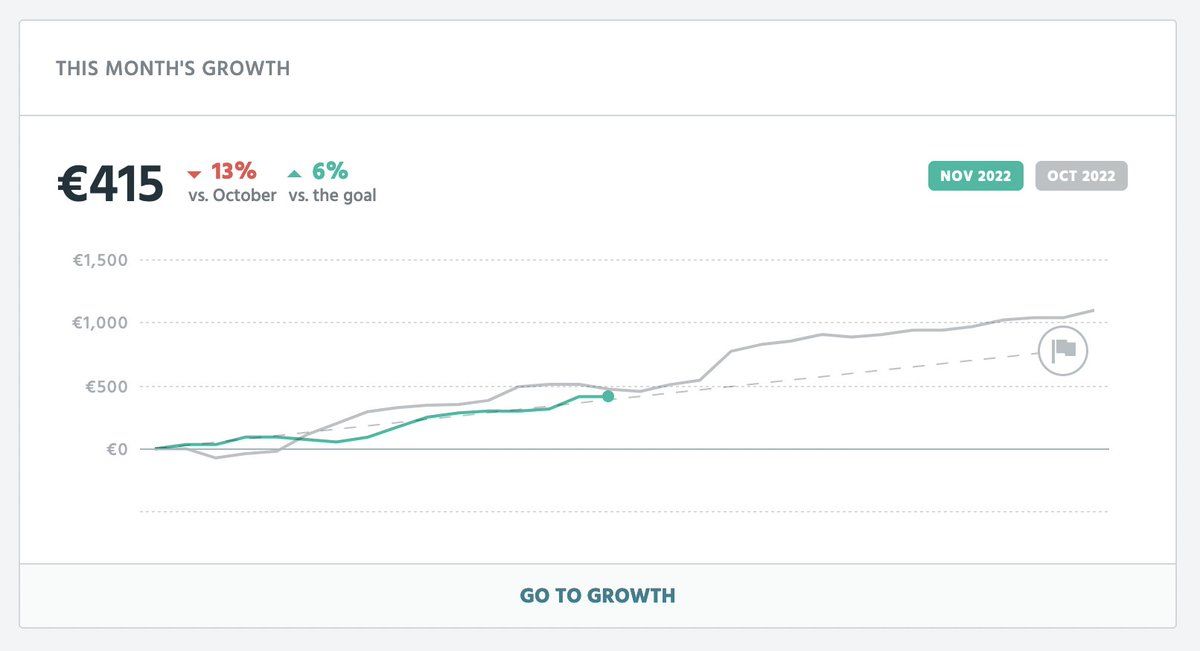 THIS MONTH'S GROWTH
€415
13%
vs. October
6%
vs. the goal
NOV 2022
OCT 2022
€1,500
€1,000
€500
€0
GO TO GROWTH